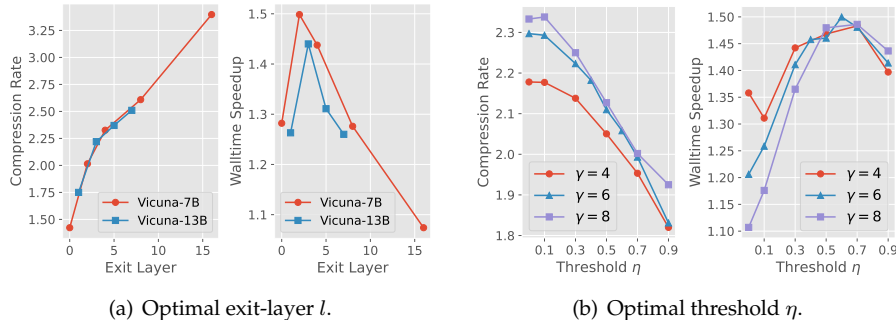 3.25
3.00
2.75
2.50
2.25
2.00
1.75
1.50
Compression Rate
Vicuna-7B
Vicuna-13B
0 5 10 15
Exit Layer
1.5
1.4
1.3
1.2
1.1
Walltime Speedup
Vicuna-7B
Vicuna-13B
0 5 10 15
Exit Layer
(a) Optimal exit-layer l.
2.3
2.2
2.1
2.0
1.9
1.8
Compression Rate
γ = 4
γ = 6
γ = 8
0.1 0.3 0.5 0.7 0.9
Threshold η
1.50
1.45
1.40
1.35
1.30
1.25
1.20
1.15
1.10
Walltime Speedup
γ = 4
γ = 6
γ = 8
0.1 0.3 0.5 0.7 0.9
Threshold η
(b) Optimal threshold η.